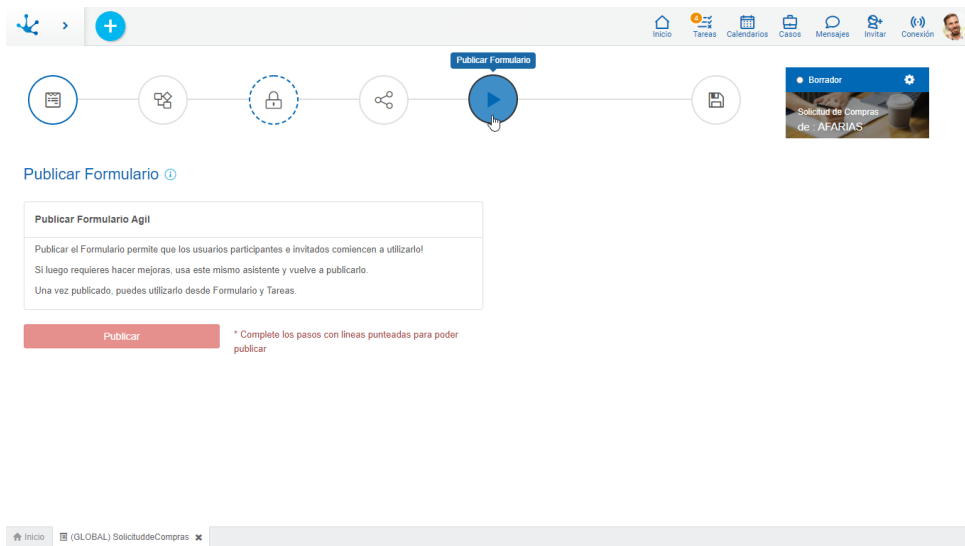 4
Inicio
Tareas
Calendarios
Casos
Mensajes
Invitar
Conexión
Publicar Formulario
Borrador
Solicitud de Compras
de : AFARIAS
Publicar Formulario
Publicar Formulario Agil
Publicar el Formulario permite que los usuarios participantes e invitados comiencen a utilizarlo!
Si luego requieres hacer mejoras, usa este mismo asistente y vuelve a publicarlo.
Una vez publicado, puedes utilizarlo desde Formulario y Tareas.
Publicar
* Complete los pasos con lineas punteadas para poder
publicar
Inicio
(GLOBAL) SolicituddeCompras